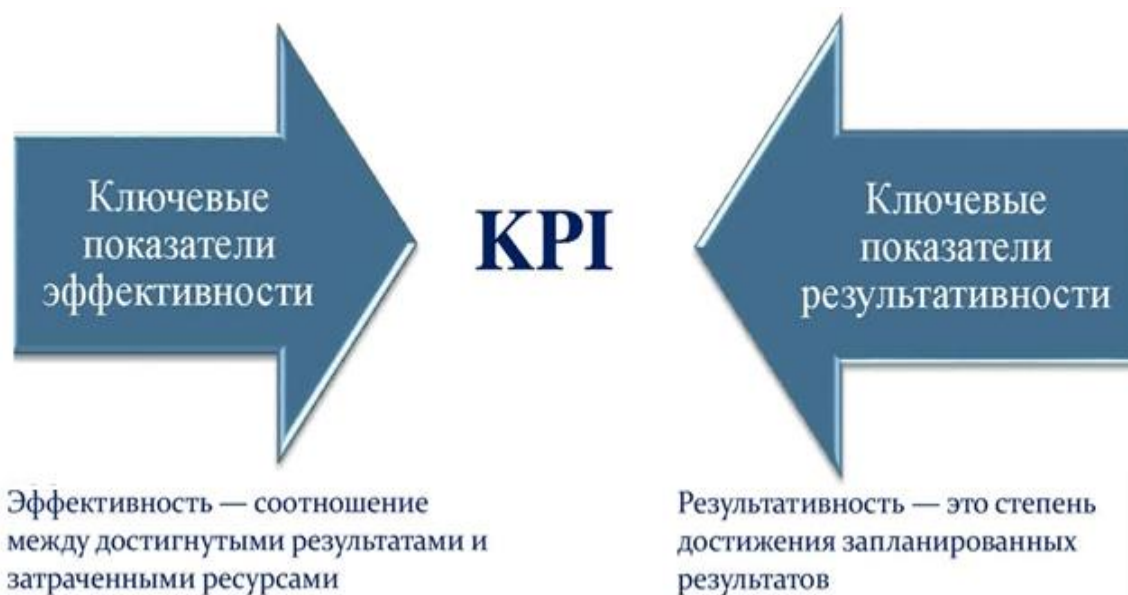 Ключевые
показатели
эффективности
KPI
Ключевые
показатели
результативности
Эффективность — соотношение
между достигнутыми результатами и
затраченными ресурсами
Результативность — это степень
достижения запланированных
результатов